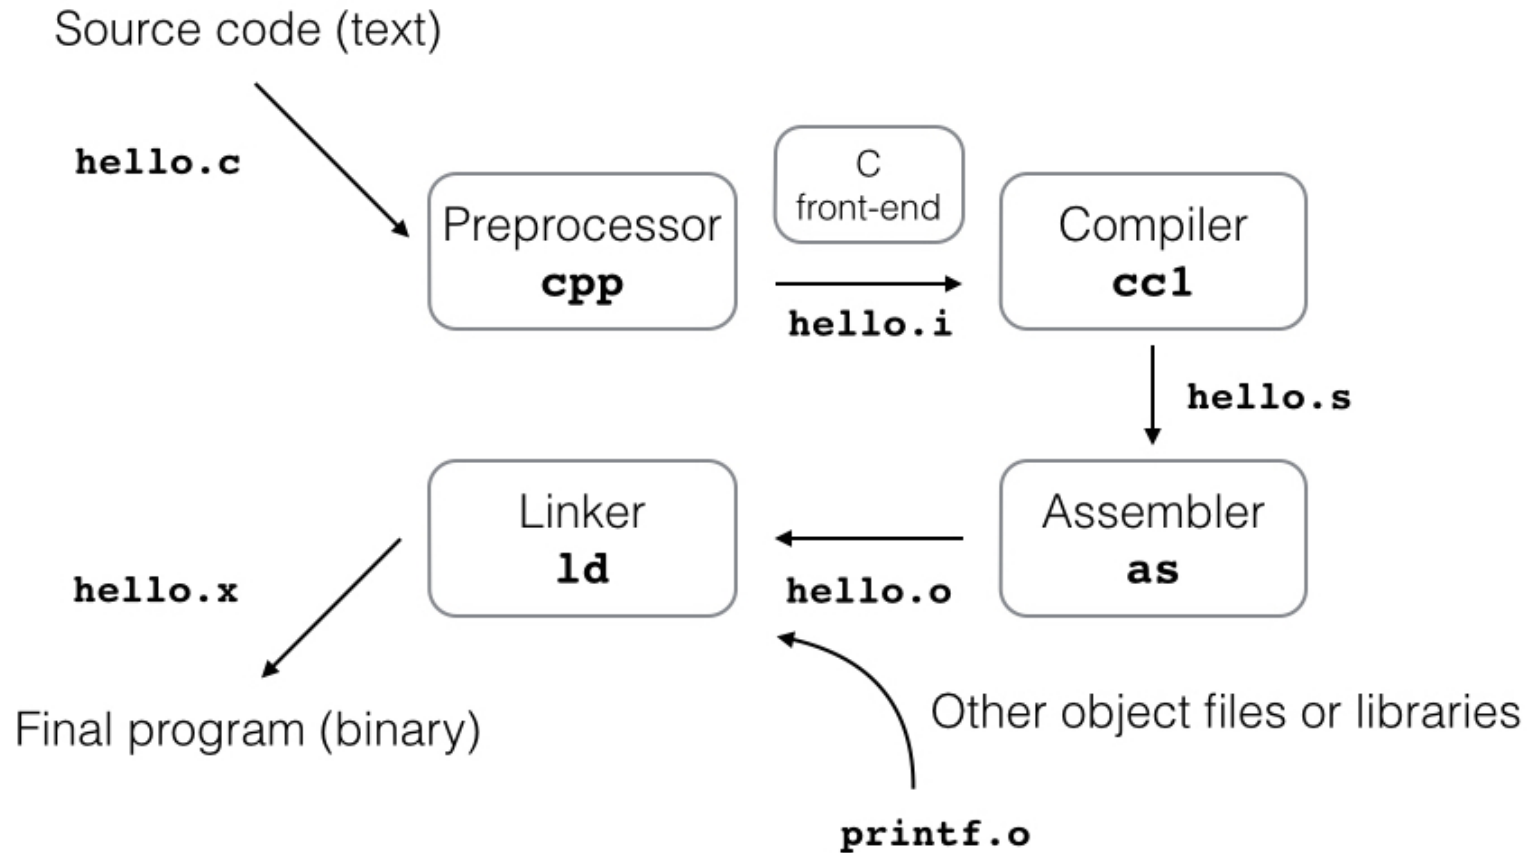 Source code (text)
hello.c
Preprocessor
cpp
C
front-end
hello.i
Compiler
cc1
hello.s
Assembler
as
hello.o
Linker
ld
Other object files or libraries
printf.o
hello.x
Final program (binary)